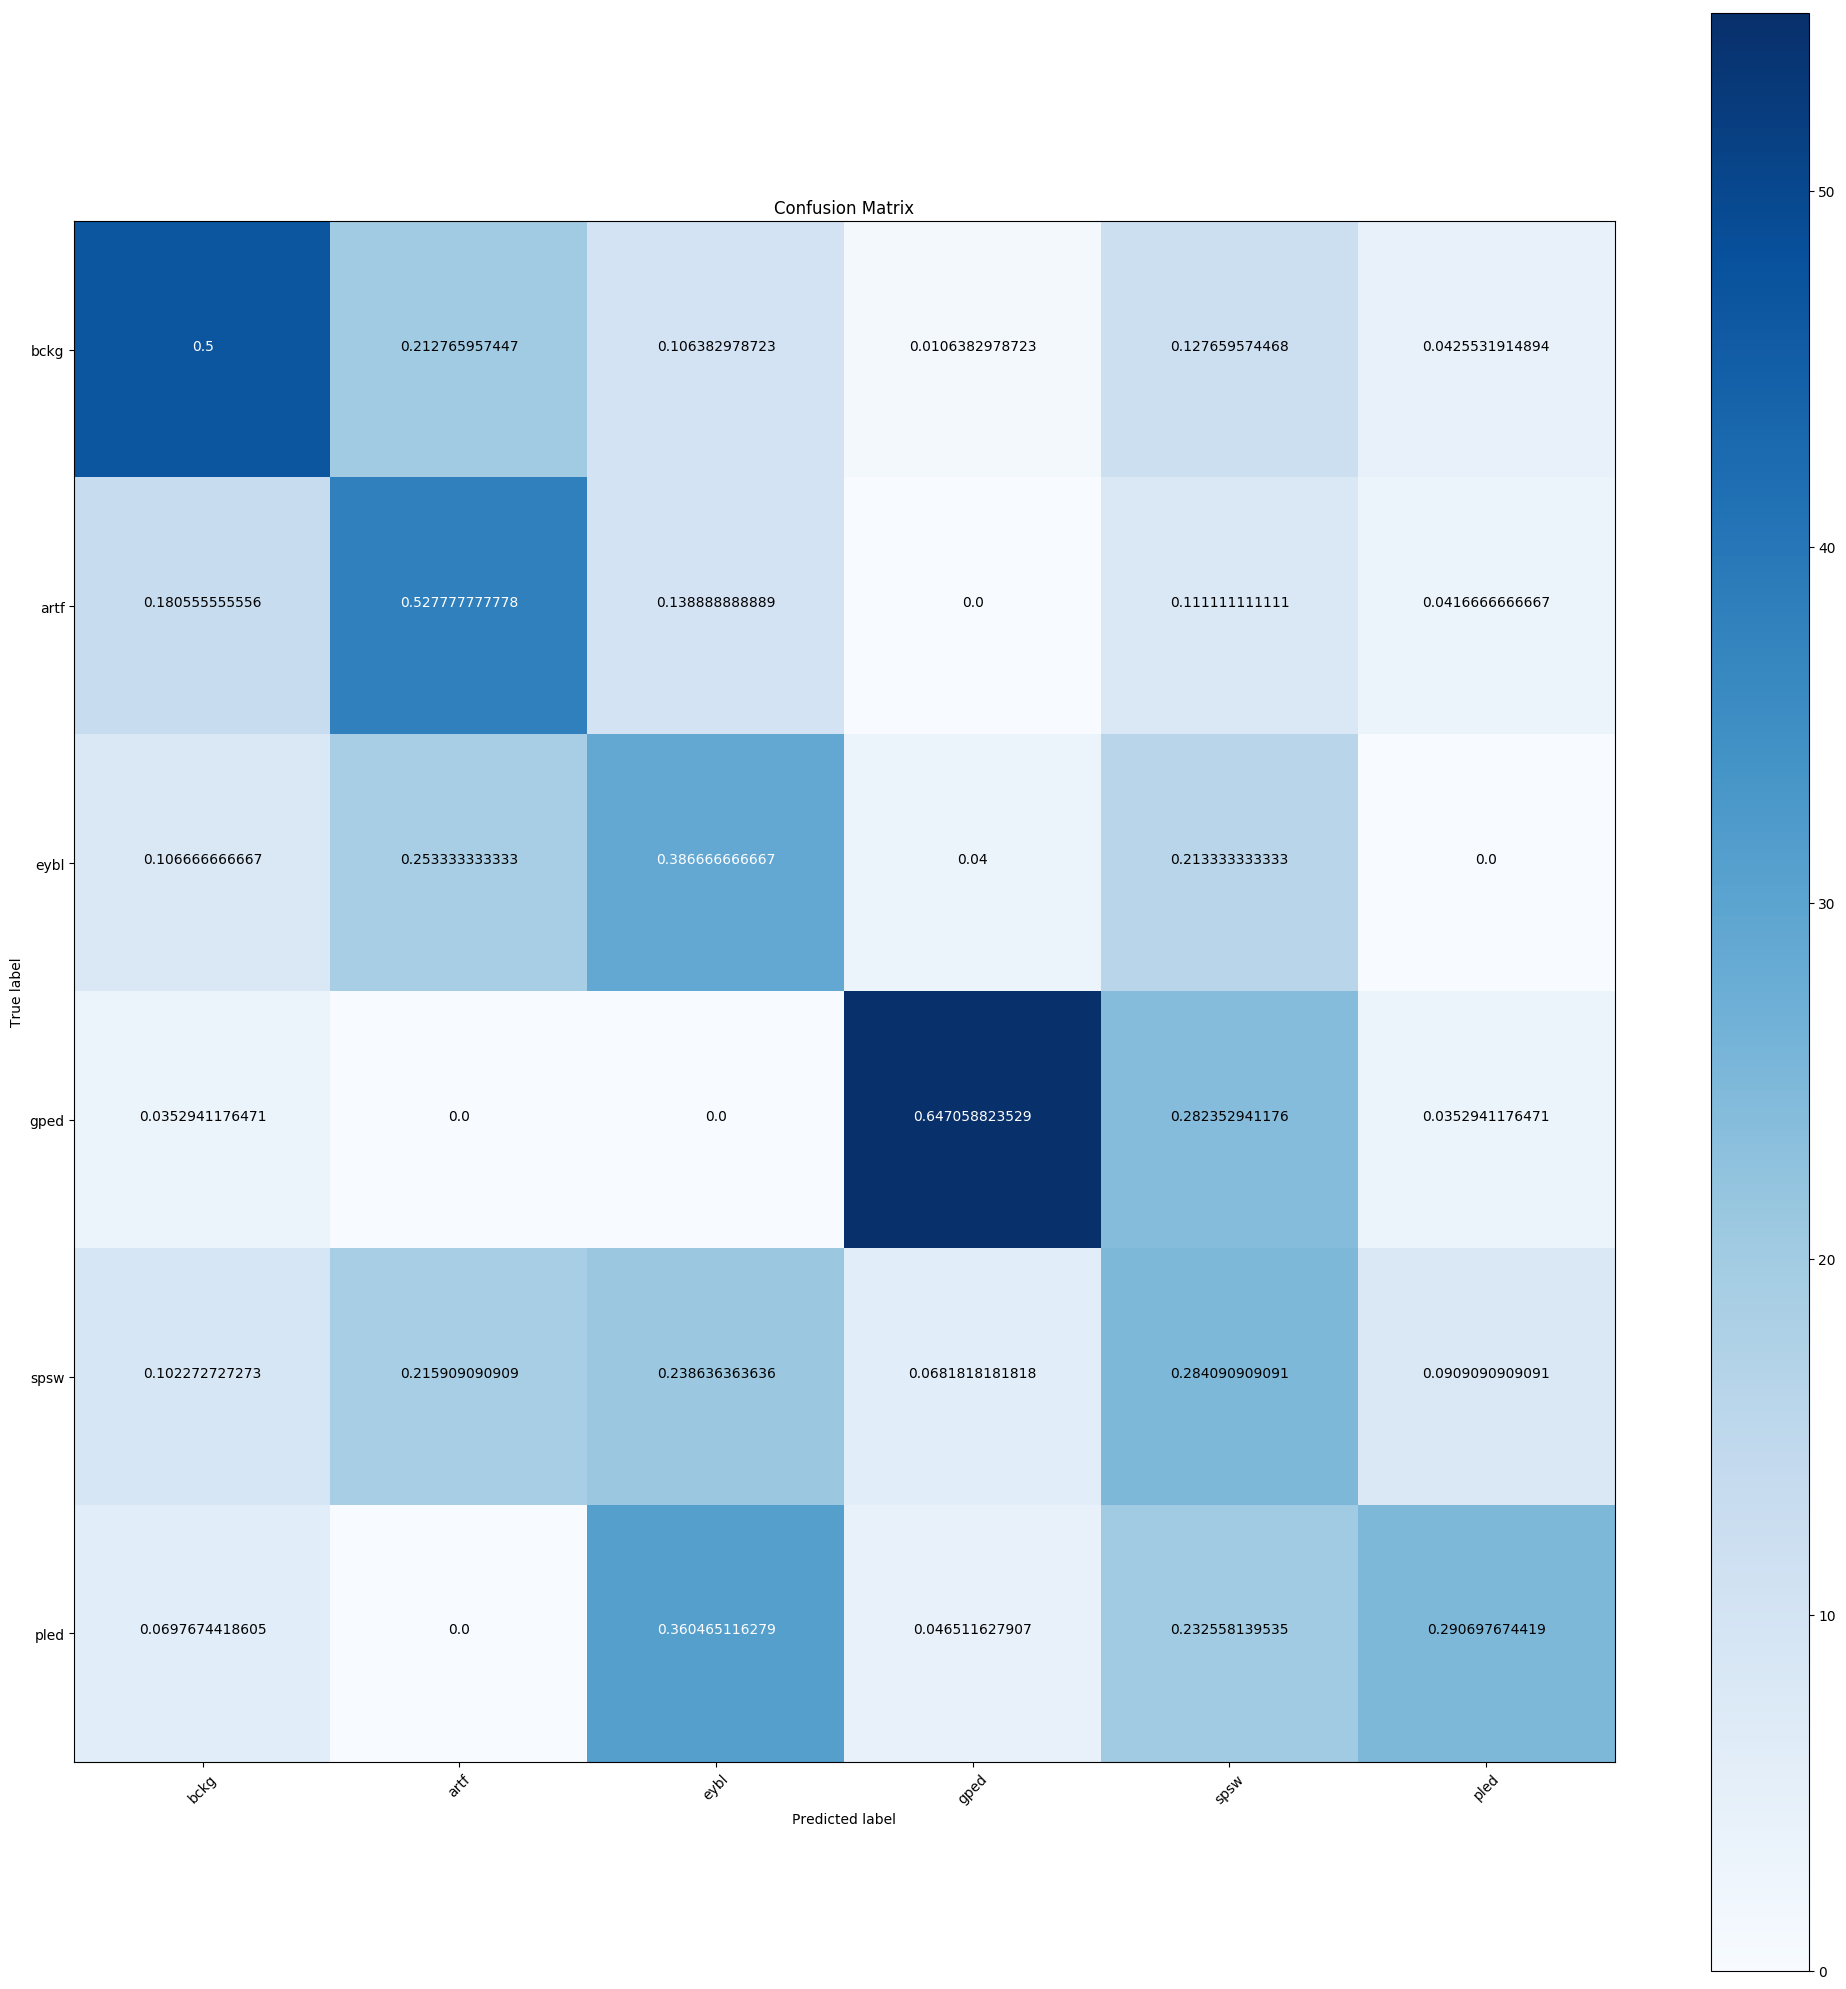 Confusion Matrix
50
40
30
20
10
0
bckg 0.5 0.212765957447 0.106382978723 0.0106382978723 0.127659574468 0.0425531914894
artf 0.180555555556 0.527777777778 0.138888888889 0.0 0.111111111111 0.0416666666667
eybl 0.106666666667 0.253333333333 0.386666666667 0.04 0.213333333333 0.0
True label
gped 0.0352941176471 0.0 0.0 0.647058823529 0.282352941176 0.0352941176471
spsw 0.102272727273 0.215909090909 0.238636363636 0.0681818181818 0.284090909091 0.0909090909091
pled 0.0697674418605 0.0 0.360465116279 0.046511627907 0.232558139535 0.290697674419
bckg artf eybl gped spsw pled
Predicted label